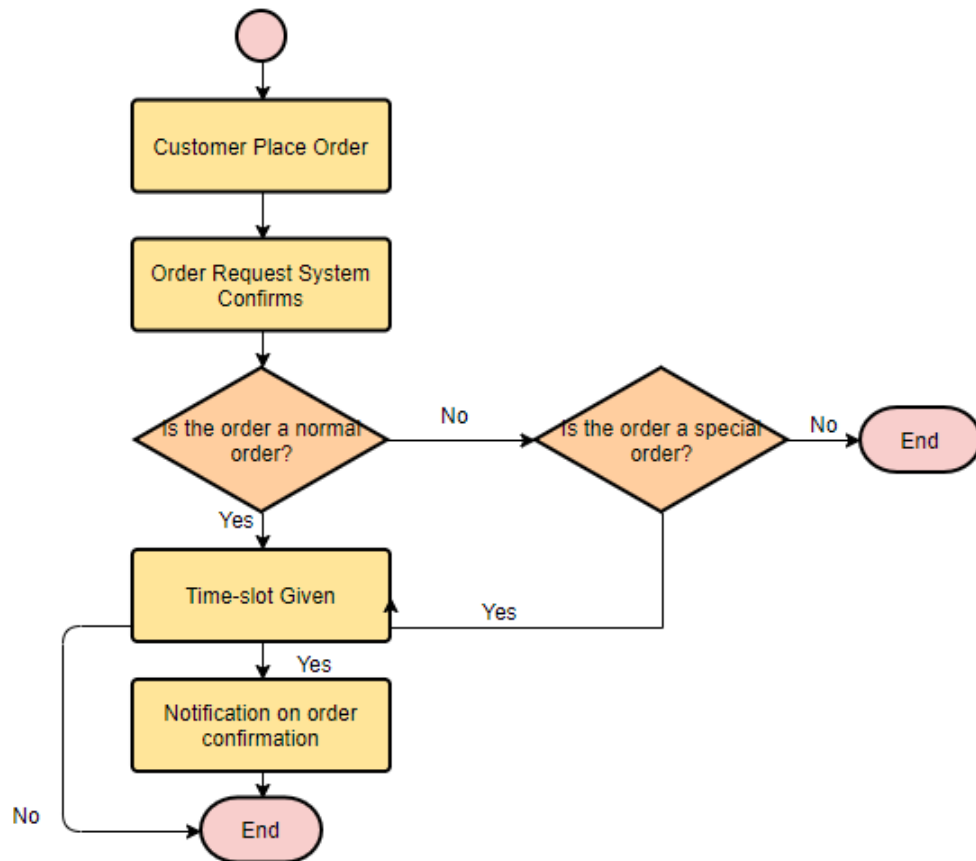 Customer Place Order
Order Request System
Confirms
Is the order a normal
order?
No
Is the order a special
order?
No
End
Yes
Time-slot Given
Yes
Yes
Notification on order
confirmation
No
End